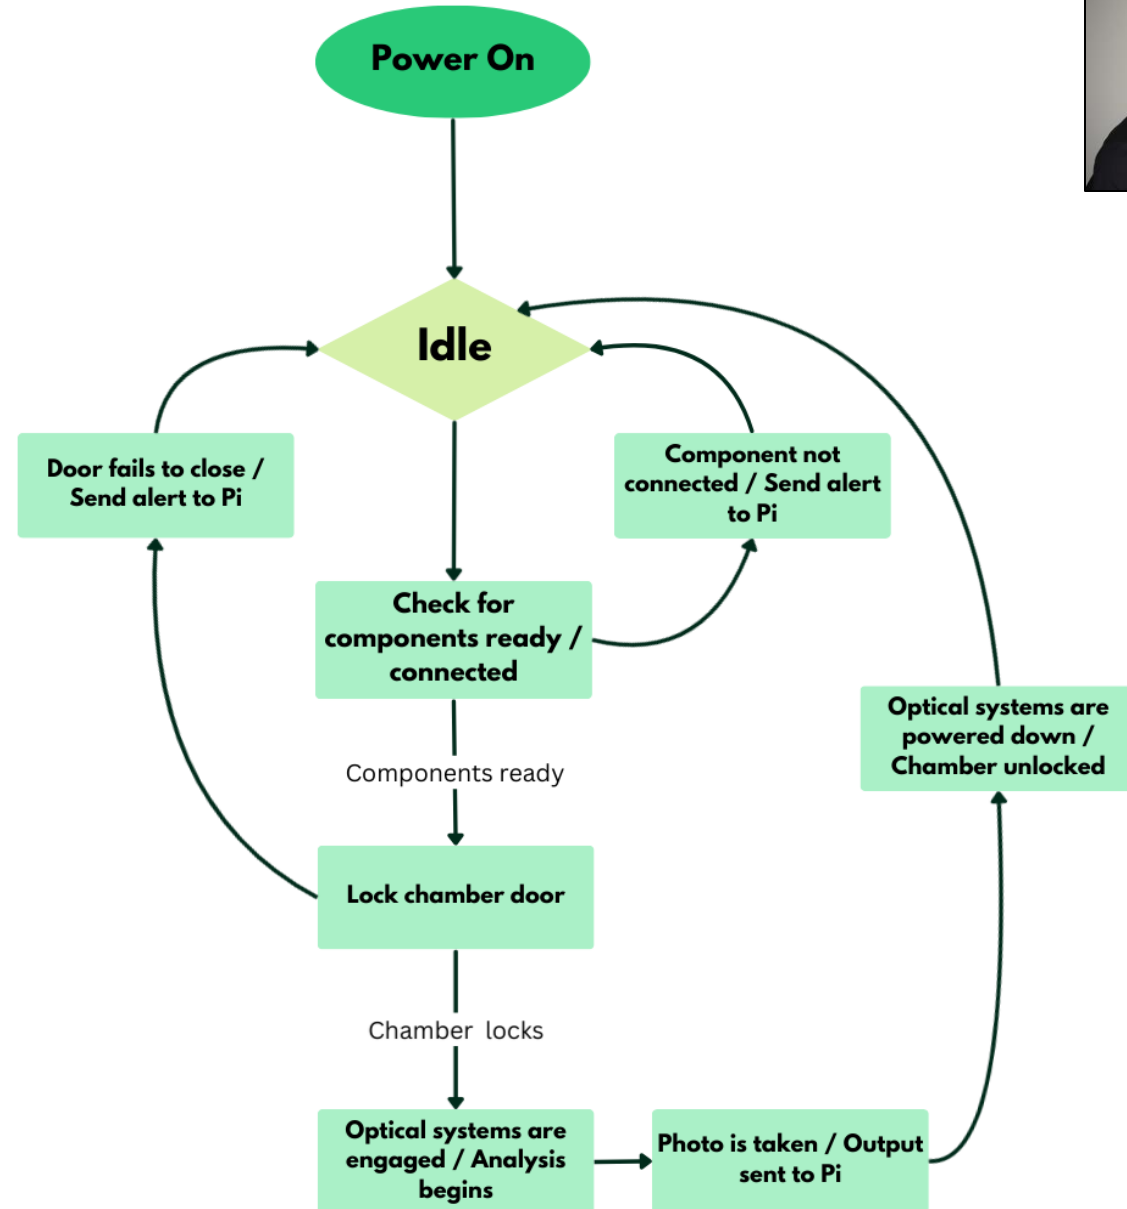 Power On
Idle
Door fails to close /
Send alert to Pi
Component not
connected / Send alert
to Pi
Check for
components ready /
connected
Optical systems are
powered down /
Chamber unlocked
Components ready
Lock chamber door
Chamber locks
Optical systems are
engaged / Analysis
begins
Photo is taken / Output
sent to Pi